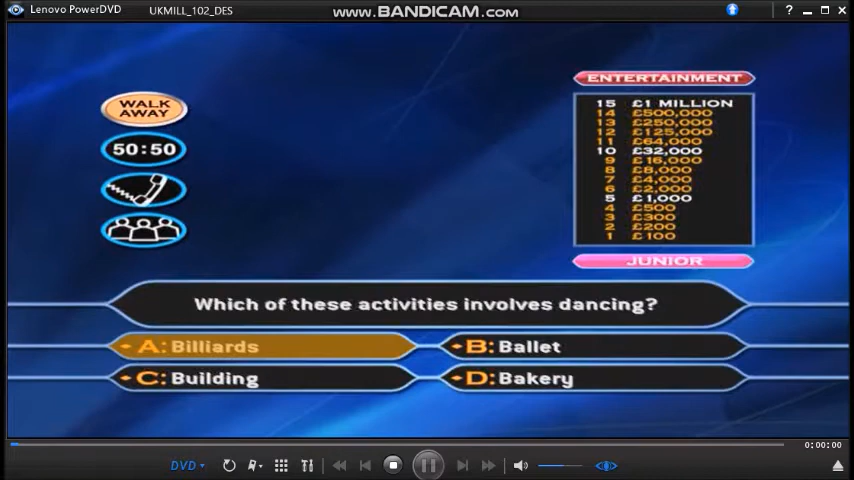 Lenovo PowerDVD
UKMILL_102_DES
www.BANDICAM.com
?
WALK
AWAY
50:50
ENTERTAINMENT
15 £1 MILLION
14 £500,000
13 £250,000
12 £125,000
11 £64,000
10 £32,000
9 £16,000
8 £8,000
7 £4,000
6 £2,000
5 £1,000
4 £500
3 £300
2 £200
1 £100
JUNIOR
Which of these activities involves dancing?
A: Billiards
B: Ballet
C: Building
D: Bakery
0:00:00
DVD